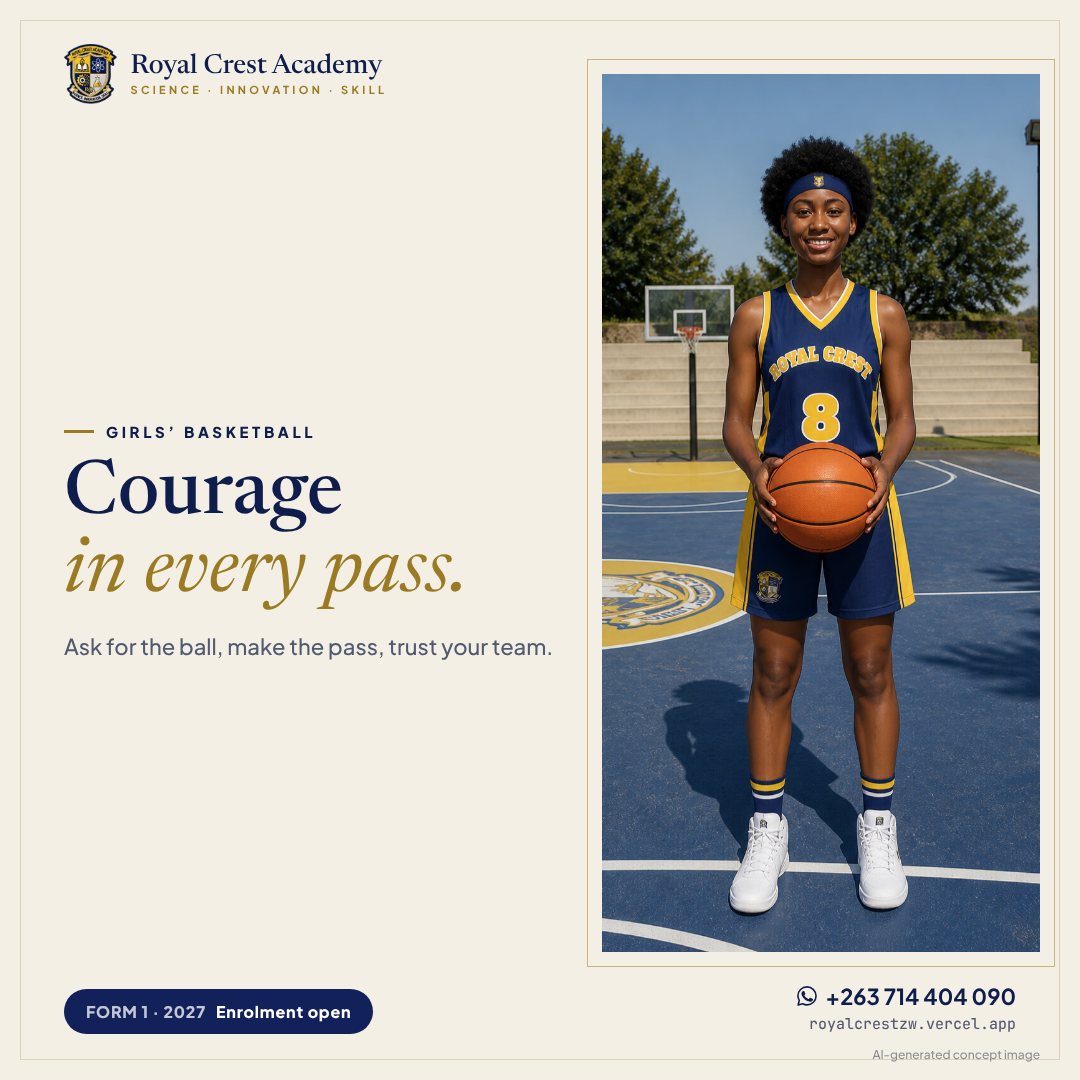 Royal Crest Academy
SCIENCE · INNOVATION · SKILL
GIRLS’ BASKETBALL
Courage
in every pass.
Ask for the ball, make the pass, trust your team.
ROYAL CREST
8
FORM 1 · 2027 Enrolment open
+263 714 404 090
royalcrestzw.vercel.app
AI-generated concept image